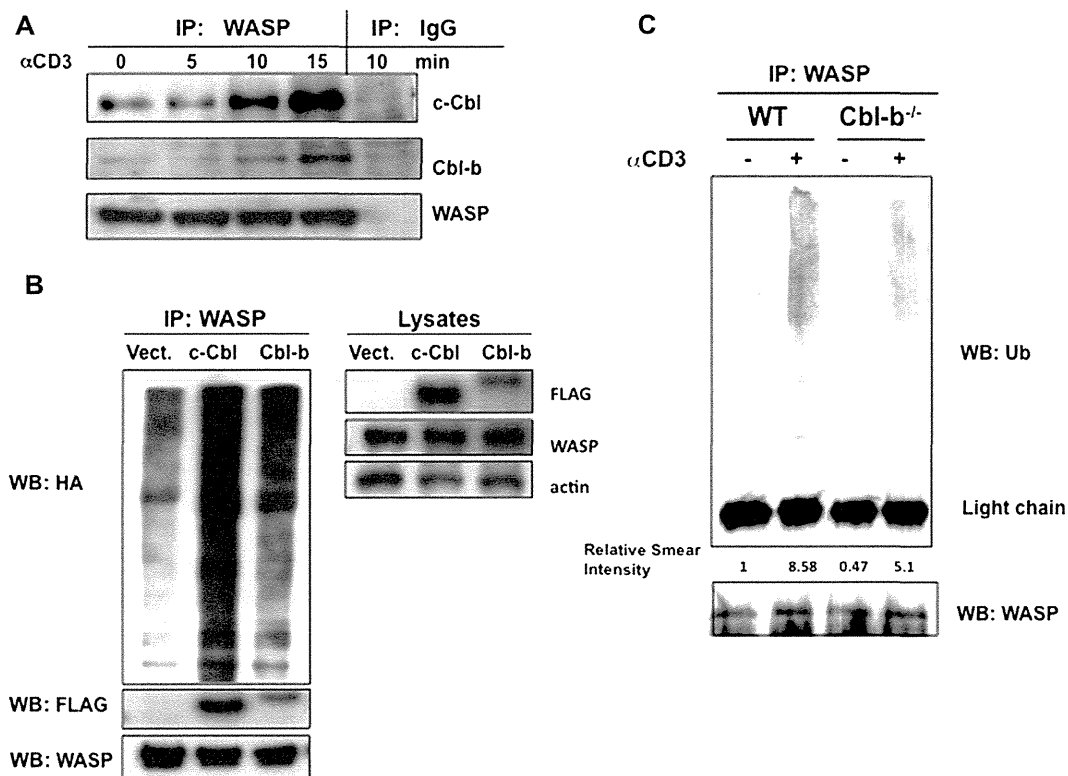 A
IP: WASP IP: IgG
αCD3 0 5 10 15 10 min
c-Cbl
Cbl-b
WASP
B
IP: WASP
Vect. c-Cbl Cbl-b
WB: HA
WB: FLAG
WB: WASP
Lysates
Vect. c-Cbl Cbl-b
FLAG
WASP
actin
C
IP: WASP
WT Cbl-b-/-
αCD3 - + - +
WB: Ub
Light chain
Relative Smear
Intensity 1 8.58 0.47 5.1
WB: WASP